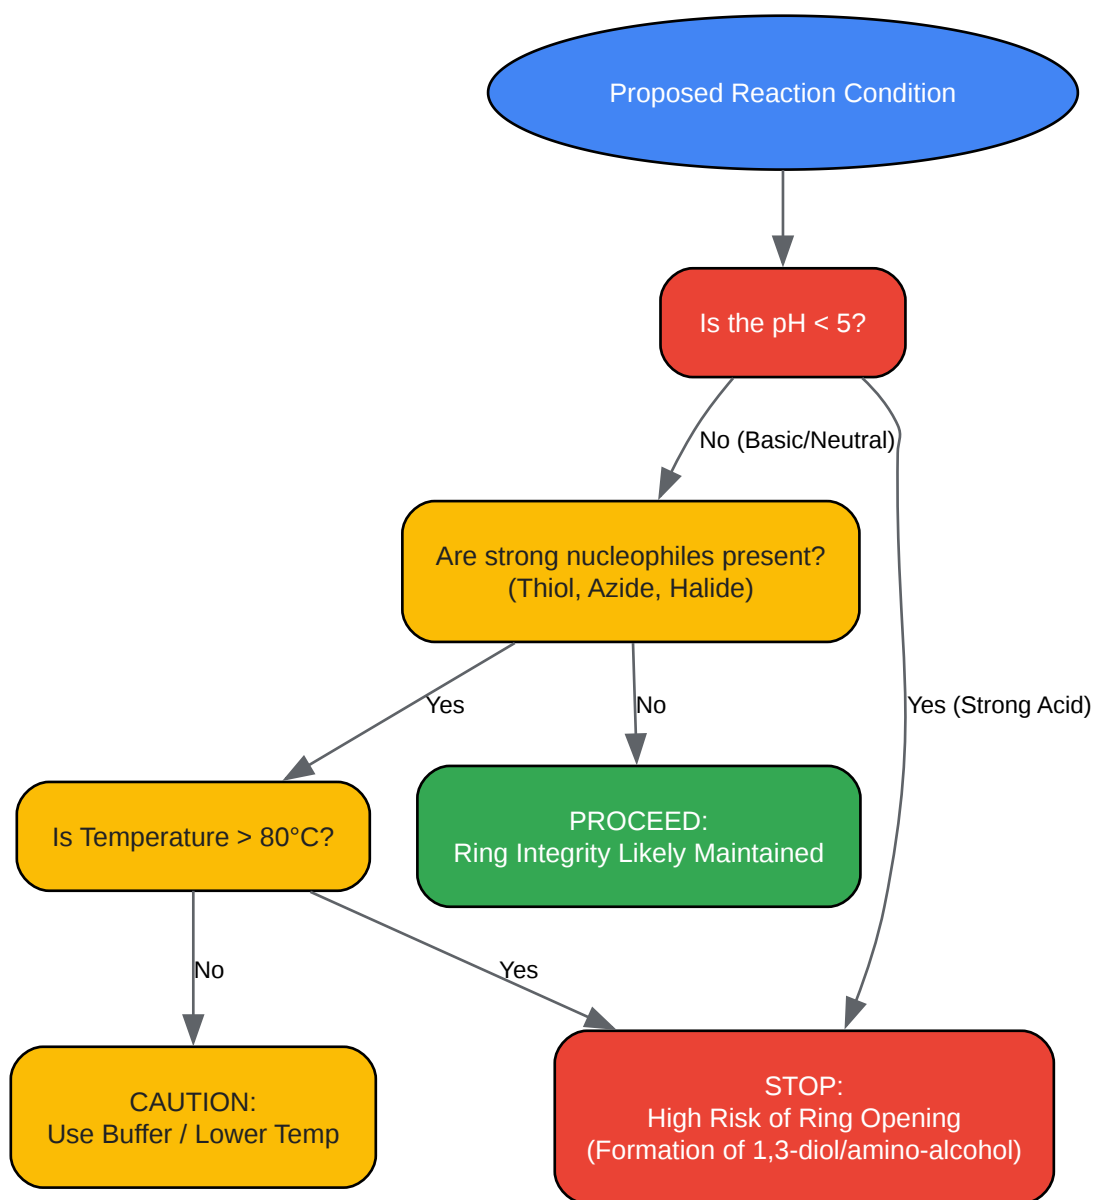 Proposed Reaction Condition
Is the pH < 5?
No (Basic/Neutral)
Are strong nucleophiles present?
(Thiol, Azide, Halide)
Yes
No
Yes (Strong Acid)
Is Temperature > 80°C?
PROCEED:
Ring Integrity Likely Maintained
No
Yes
CAUTION:
Use Buffer / Lower Temp
STOP:
High Risk of Ring Opening
(Formation of 1,3-diol/amino-alcohol)